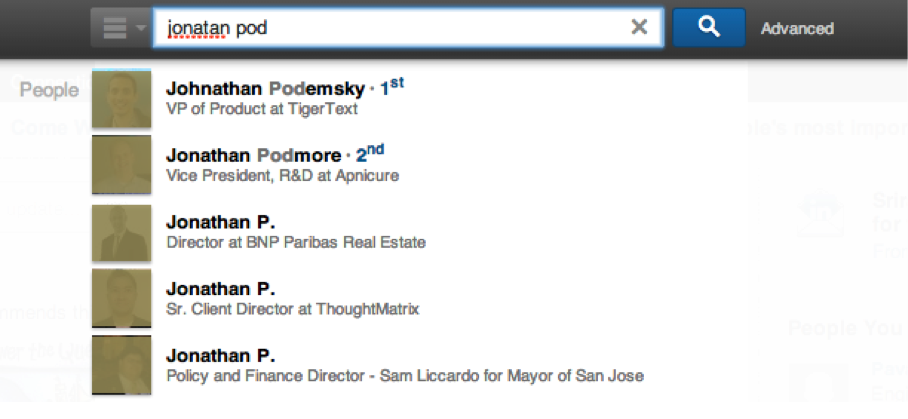 jonatan pod
Advanced
People
Johnathan Podemsky · 1st
VP of Product at TigerText
Jonathan Podmore · 2nd
Vice President, R&D at Apnicure
Jonathan P.
Director at BNP Paribas Real Estate
Jonathan P.
Sr. Client Director at ThoughtMatrix
Jonathan P.
Policy and Finance Director - Sam Liccardo for Mayor of San Jose
Come
most impor
for
People You